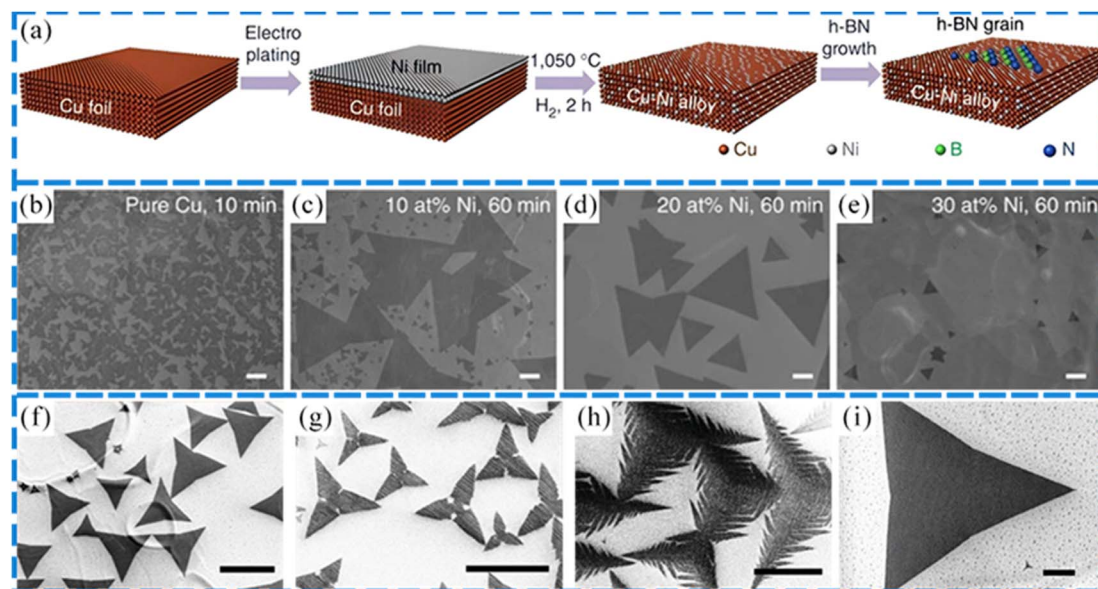 (a)
Electro
plating
Cu foil
Ni film
Cu foil
1,050 °C
H₂, 2 h
Cu-Ni alloy
h-BN
growth
h-BN grain
Cu-Ni alloy
Cu
Ni
B
N
(b)
Pure Cu, 10 min
(c)
10 at% Ni, 60 min
(d)
20 at% Ni, 60 min
(e)
30 at% Ni, 60 min
(f)
(g)
(h)
(i)